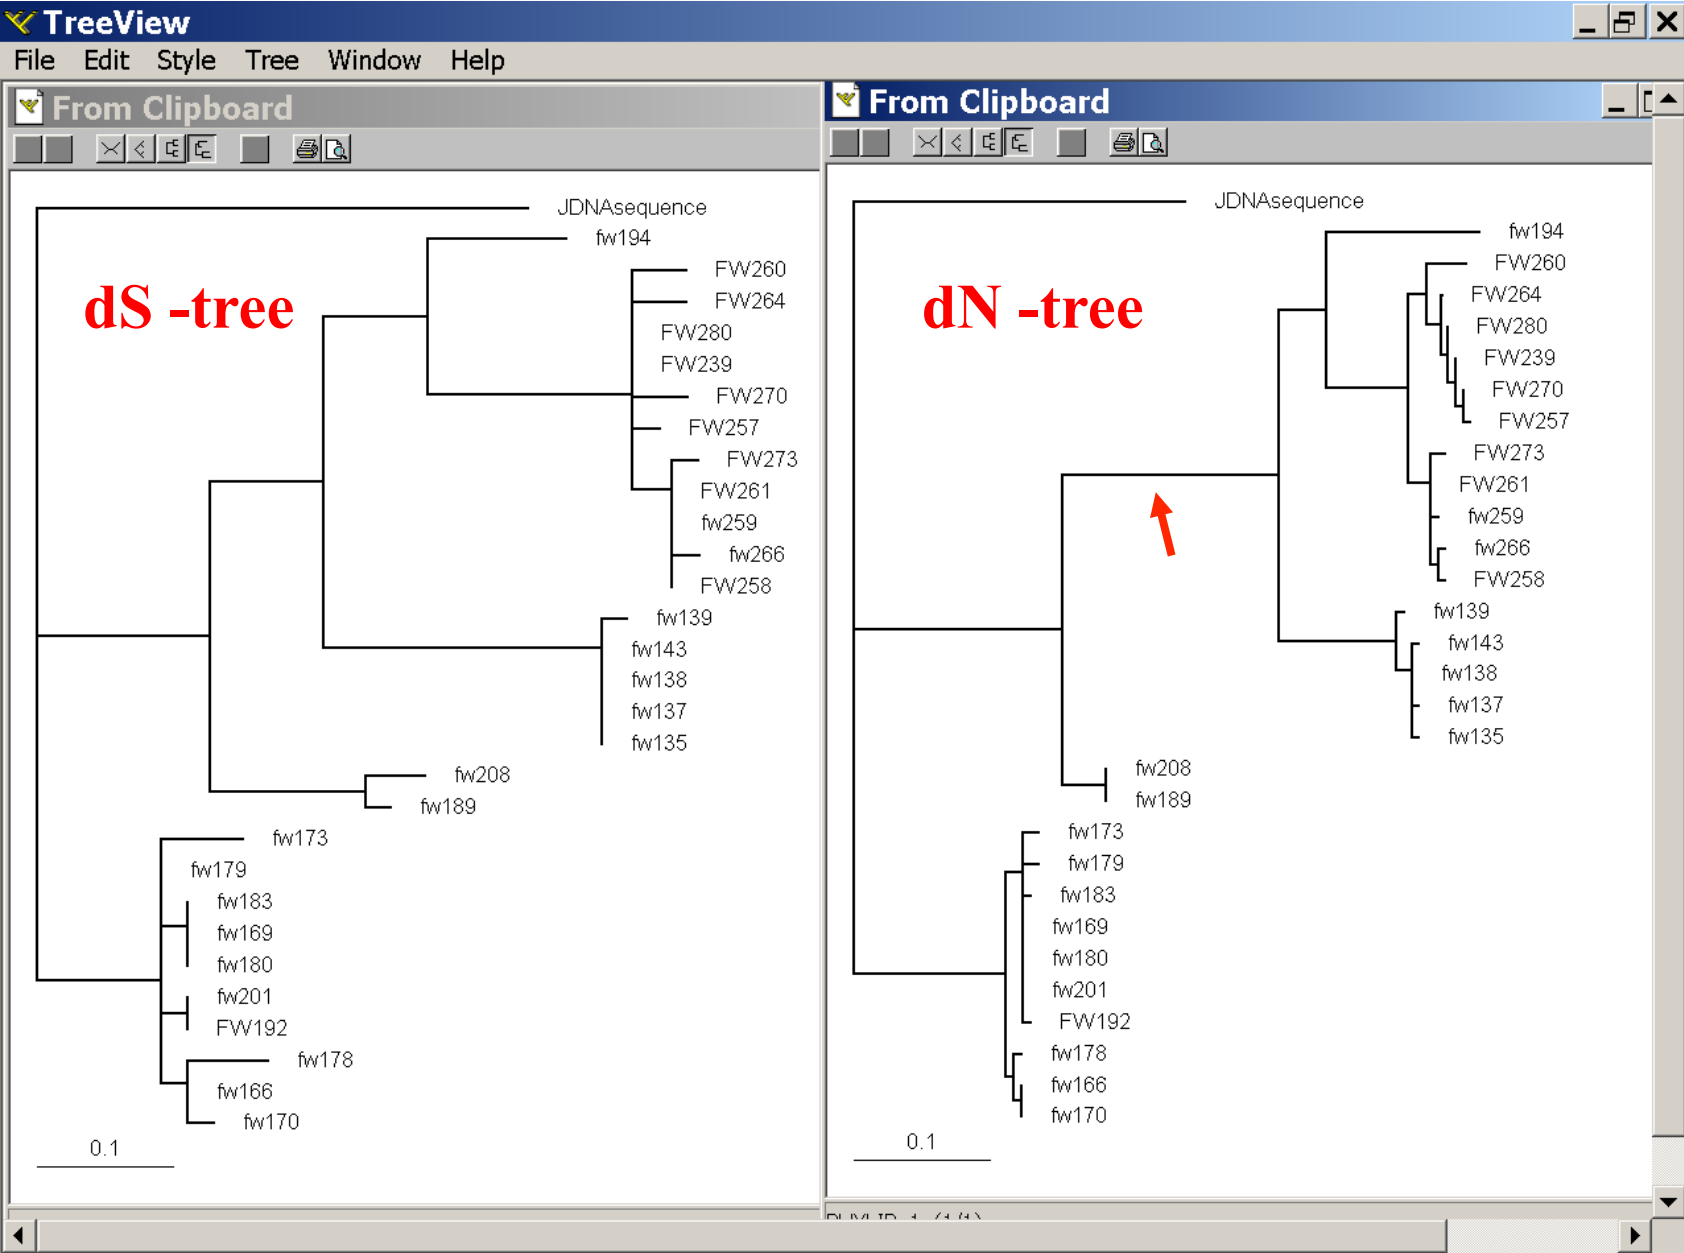 TreeView
File Edit Style Tree Window Help
From Clipboard
JDNAsequence
fw194
dS -tree
FW260
FW264
FW280
FW239
FW270
FW257
FW273
FW261
fw259
fw266
FW258
fw139
fw143
fw138
fw137
fw135
fw208
fw189
fw173
fw179
fw183
fw169
fw180
fw201
FW192
fw178
fw166
fw170
0.1
From Clipboard
JDNAsequence
fw194
dN -tree
FW260
FW264
FW280
FW239
FW270
FW257
FW273
FW261
fw259
fw266
FW258
fw139
fw143
fw138
fw137
fw135
fw208
fw189
fw173
fw179
fw183
fw169
fw180
fw201
FW192
fw178
fw166
fw170
0.1